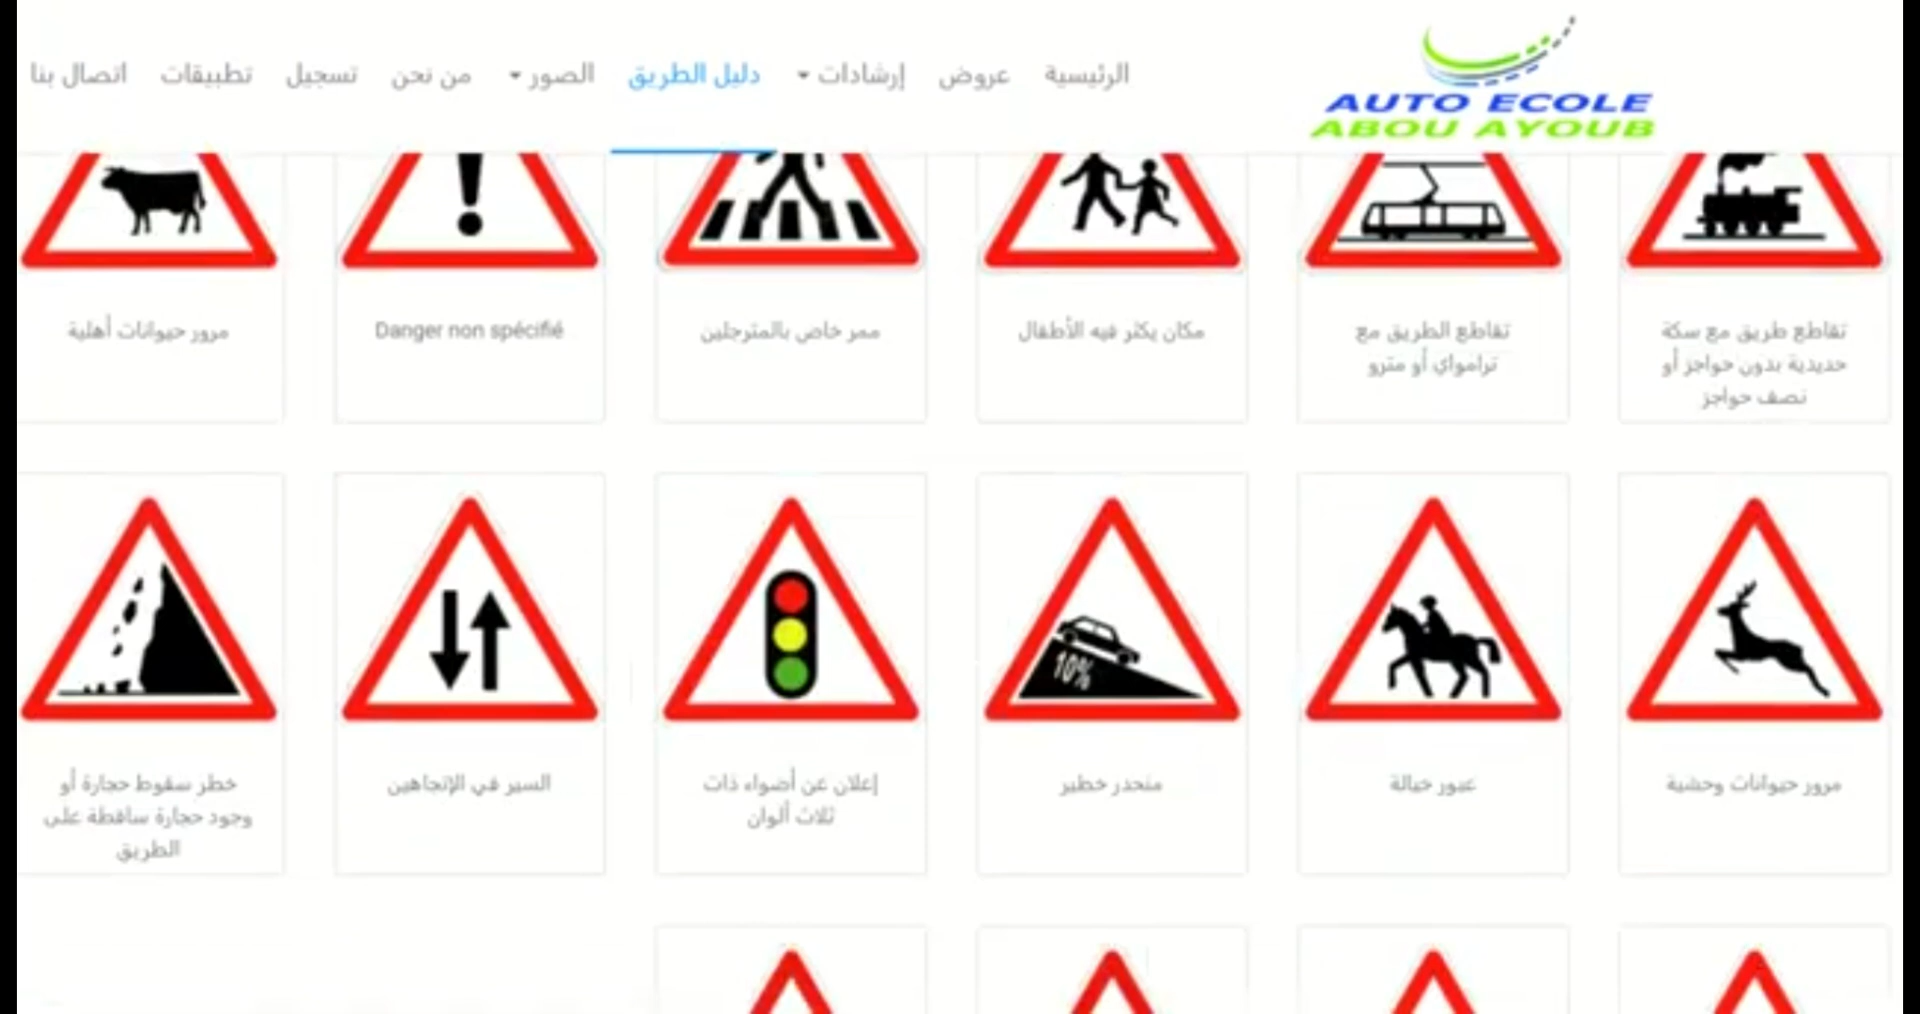 AUTO ECOLE
ABOU AYOUB
الرئيسية
عروض
إرشادات
دليل الطريق
الصور
من نحن
تسجيل
تطبيقات
اتصال بنا
تقاطع طريق مع سكة
حديدية بدون حواجز أو
نصف حواجز
تقاطع الطريق مع
ترامواي أو مترو
مكان يكثر فيه الأطفال
ممر خاص بالمترجلين
Danger non spécifié
مرور حيوانات أهلية
مرور حيوانات وحشية
عبور خيالة
10%
منحدر خطير
إعلان عن أضواء ذات
ثلاث ألوان
السير في الإتجاهين
خطر سقوط حجارة أو
وجود حجارة ساقطة على
الطريق